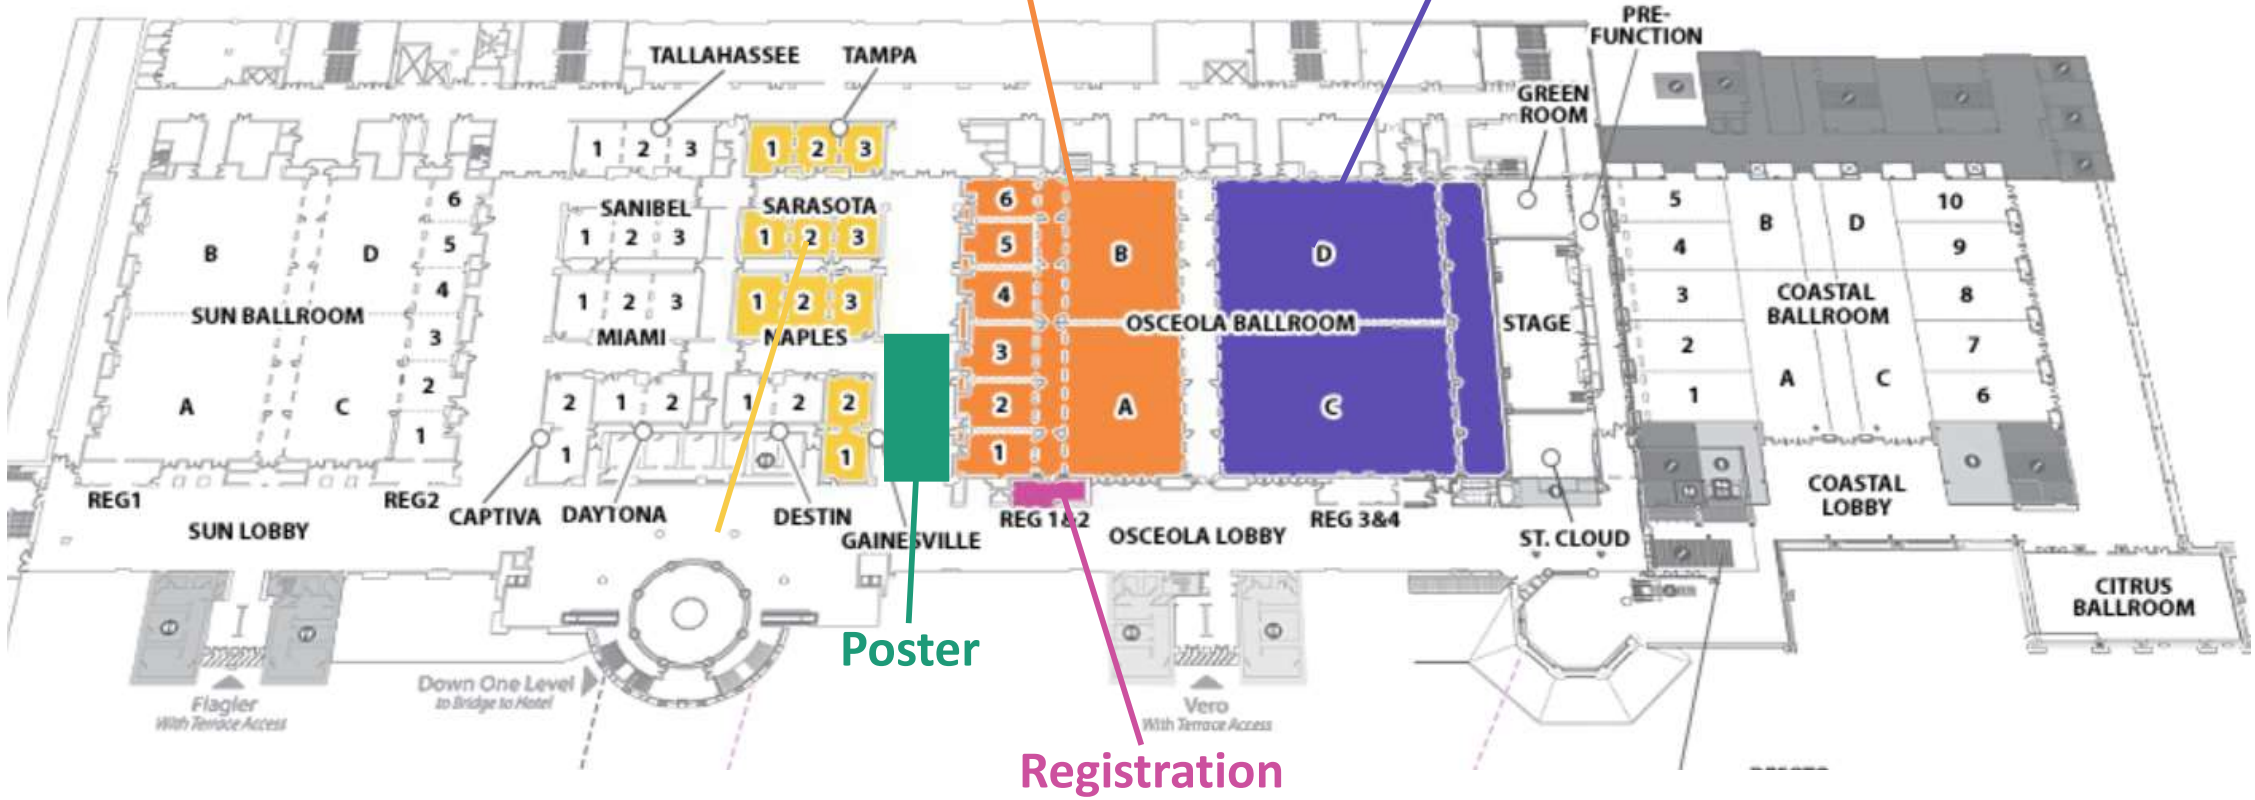 PRE-
FUNCTION
TALLAHASSEE
TAMPA
GREEN
ROOM
1 2 3
1 2 3
6
5
4
3
2
1
B
D
A
C
SUN BALLROOM
SANIBEL
1 2 3
SARASOTA
1 2 3
1 2 3
MIAMI
1 2 3
NAPLES
2
1
1 2
1 2
2
1
6
5
4
3
2
1
B
A
D
C
OSCEOLA BALLROOM
STAGE
5
4
3
2
1
B
D
A
C
COASTAL
BALLROOM
10
9
8
7
6
REG1
REG2
SUN LOBBY
CAPTIVA
DAYTONA
DESTIN
GAINESVILLE
REG 1&2
OSCEOLA LOBBY
REG 3&4
ST. CLOUD
COASTAL
LOBBY
CITRUS
BALLROOM
Poster
Down One Level
to Bridge to Hotel
Flagler
With Terrace Access
Vero
With Terrace Access
Registration